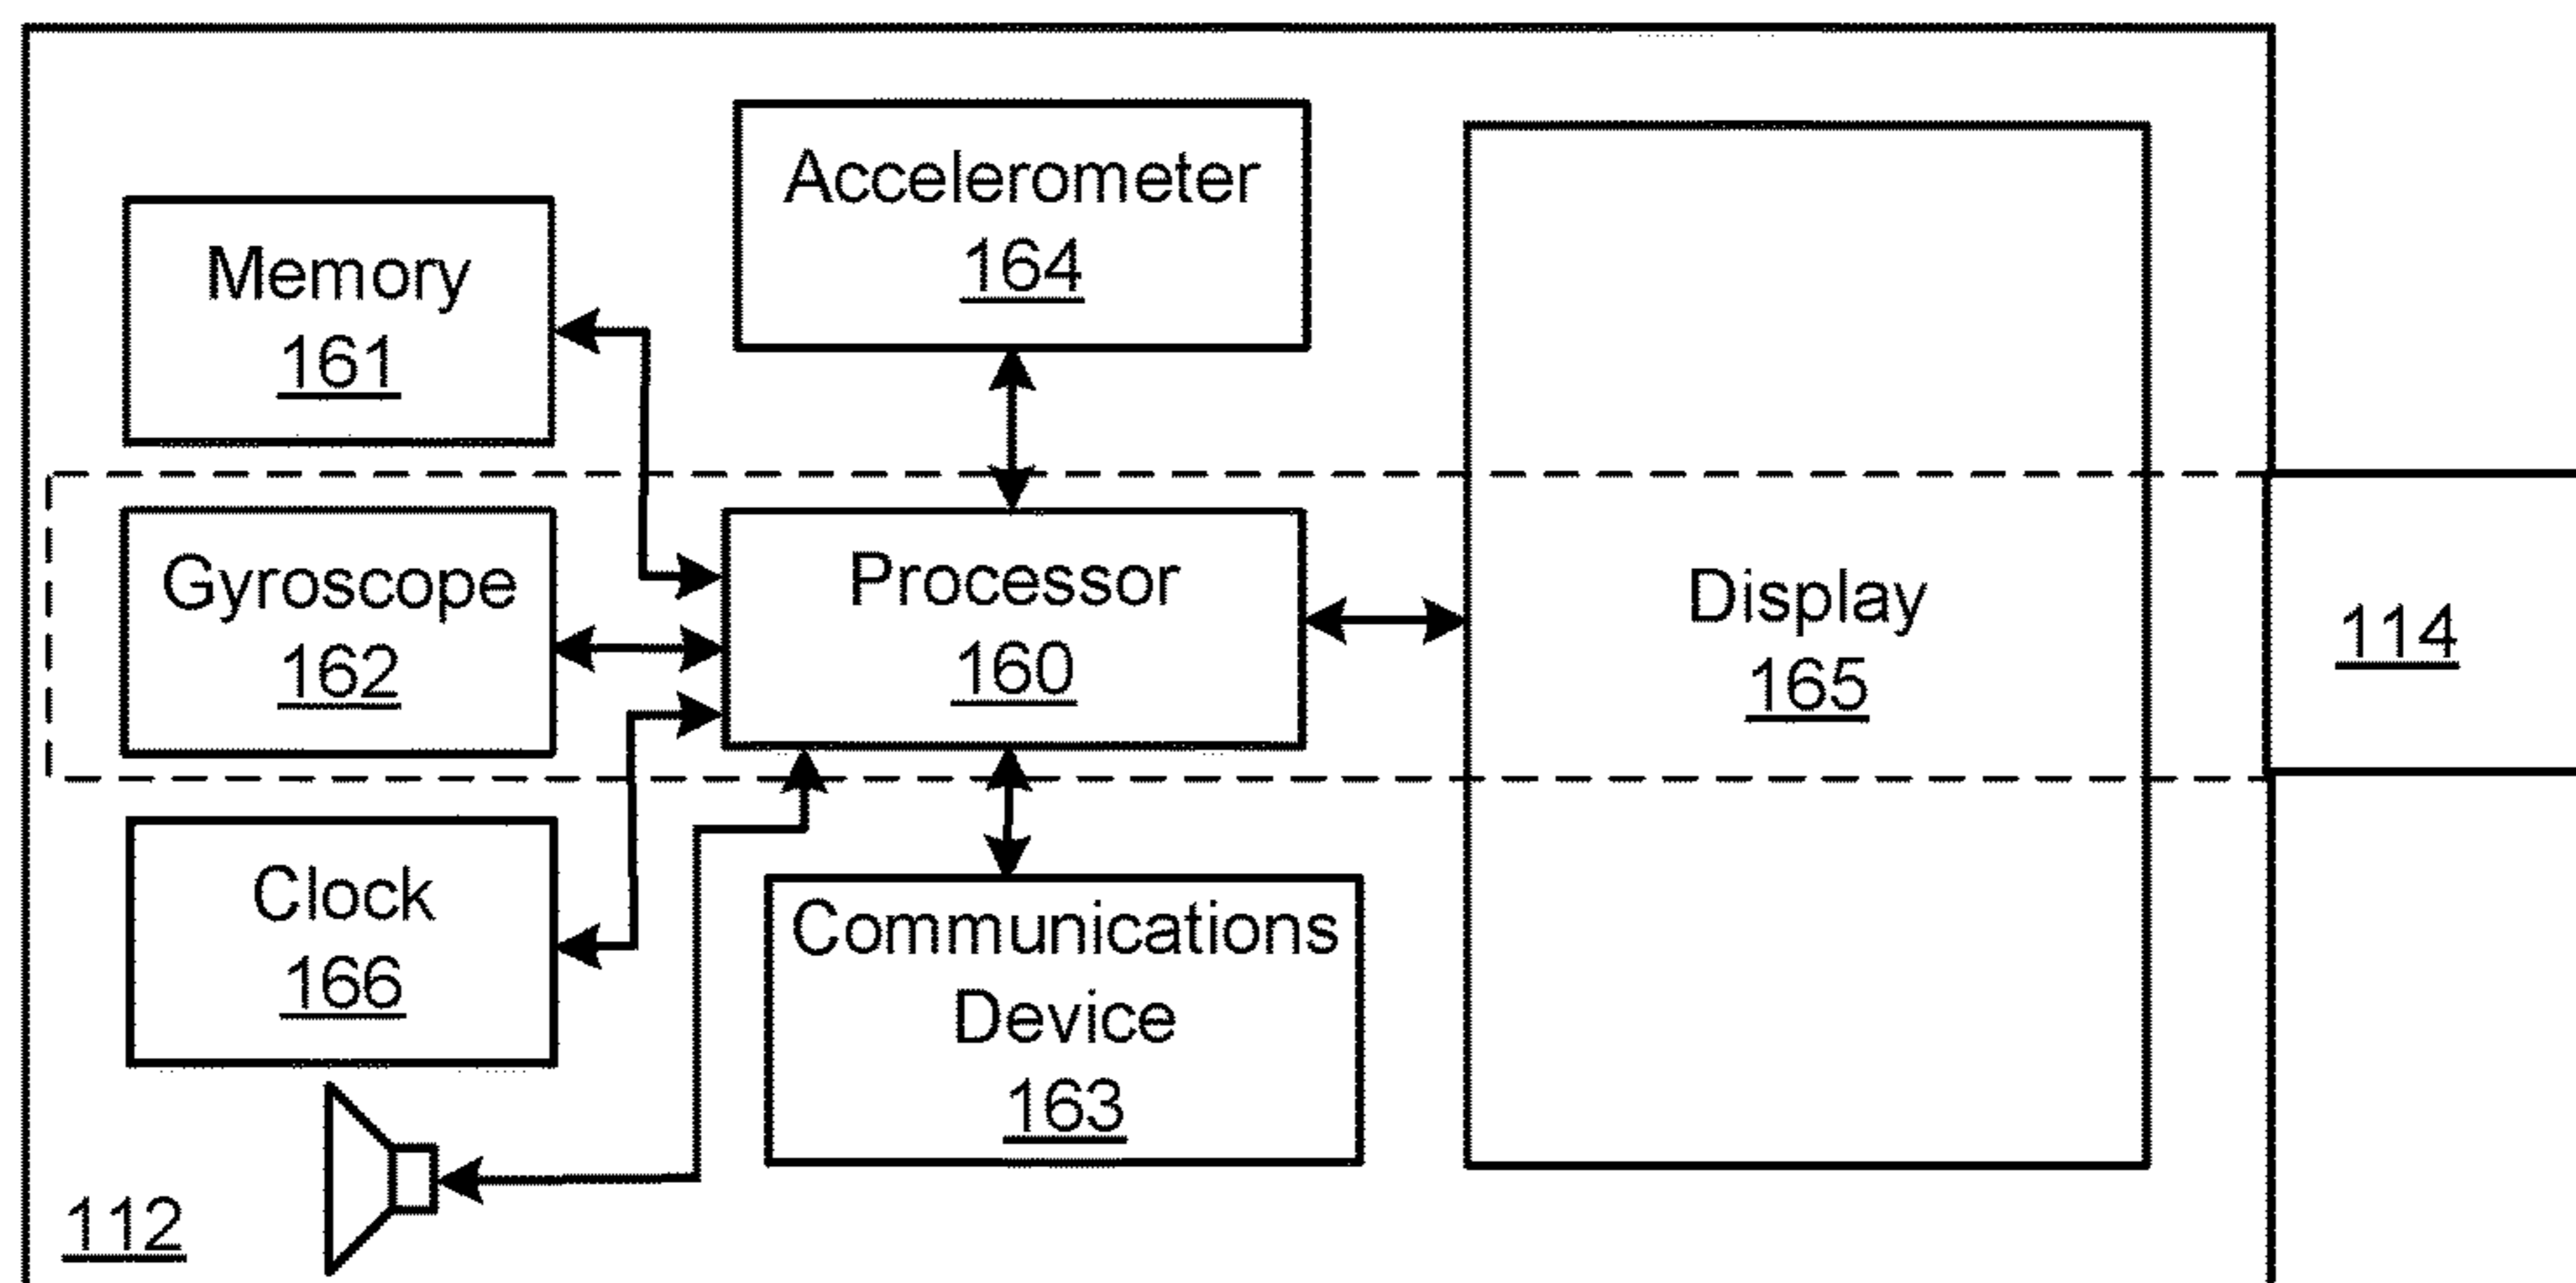 Accelerometer
164
Memory
161
Gyroscope
162
Processor
160
Display
165
114
Clock
166
Communications
Device
163
112